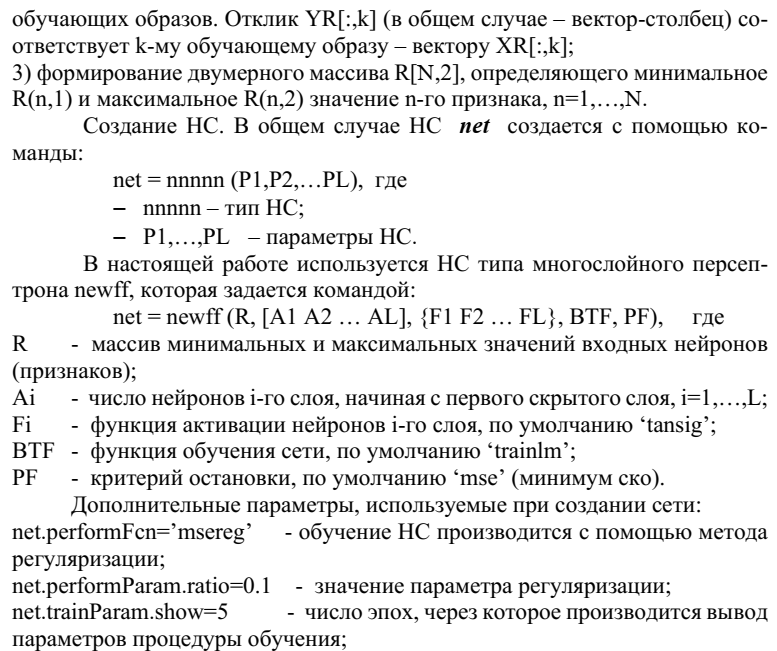 обучающих образов. Отклик YR[:,k] (в общем случае – вектор-столбец) со-
ответствует k-му обучающему образу – вектору XR[:,k];
3) формирование двумерного массива R[N,2], определяющего минимальное
R(n,1) и максимальное R(n,2) значение n-го признака, n=1,…,N.
Создание НС. В общем случае НС net создается с помощью ко-
манды:
net = nnnnn (P1,P2,…PL), где
– nnnnn – тип НС;
– P1,…,PL – параметры НС.
В настоящей работе используется НС типа многослойного персеп-
трона newff, которая задается командой:
net = newff (R, [A1 A2 … AL], {F1 F2 … FL}, BTF, PF), где
R - массив минимальных и максимальных значений входных нейронов
(признаков);
Ai - число нейронов i-го слоя, начиная с первого скрытого слоя, i=1,…,L;
Fi - функция активации нейронов i-го слоя, по умолчанию ‘tansig’;
BTF - функция обучения сети, по умолчанию ‘trainlm’;
PF - критерий остановки, по умолчанию ‘mse’ (минимум ско).
Дополнительные параметры, используемые при создании сети:
net.performFcn=’msereg’ - обучение НС производится с помощью метода
регуляризации;
net.performParam.ratio=0.1 - значение параметра регуляризации;
net.trainParam.show=5 - число эпох, через которое производится вывод
параметров процедуры обучения;